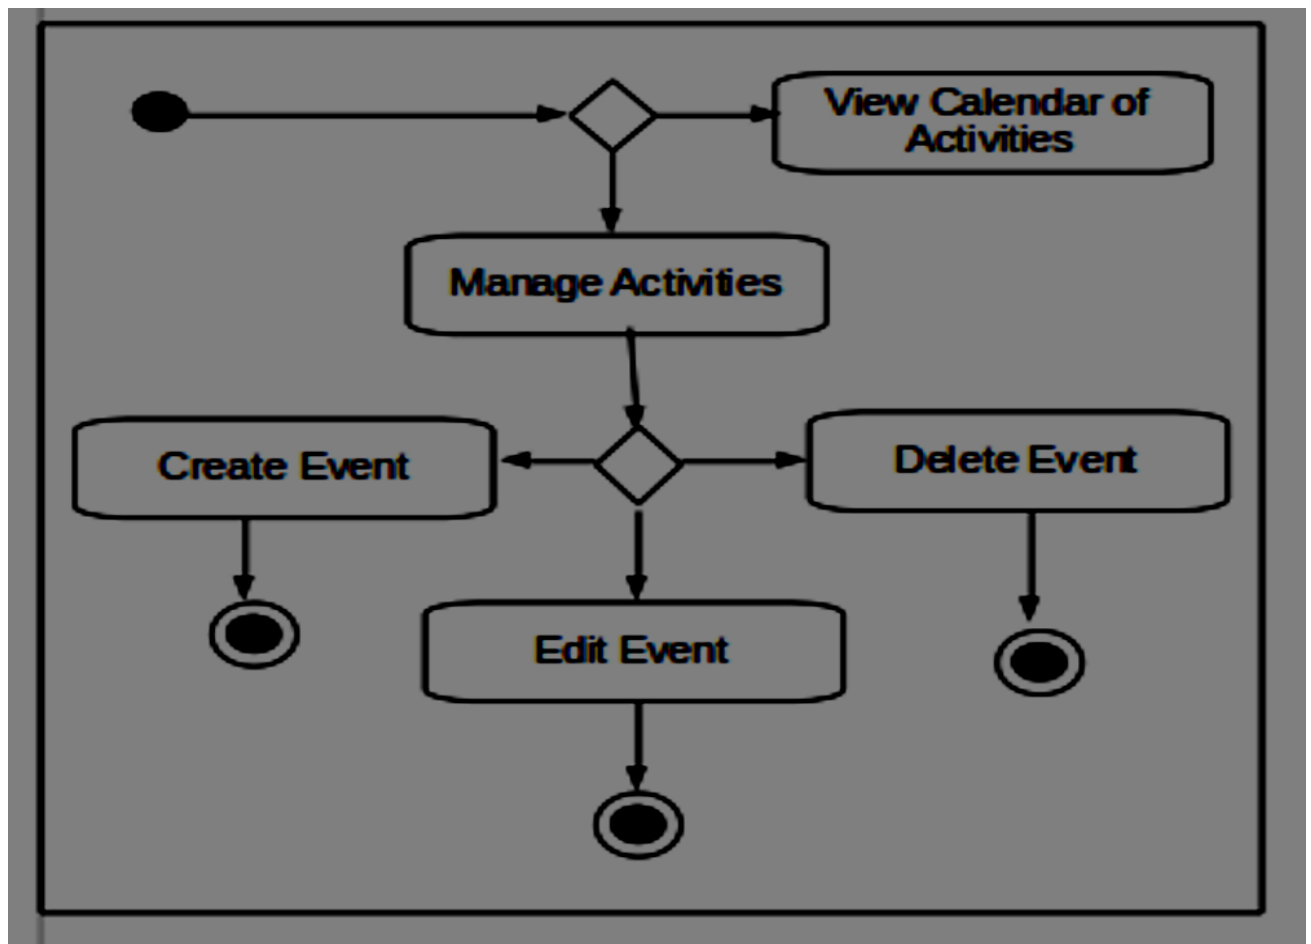 View Calendar of
Activities
Manage Activities
Create Event
Delete Event
Edit Event